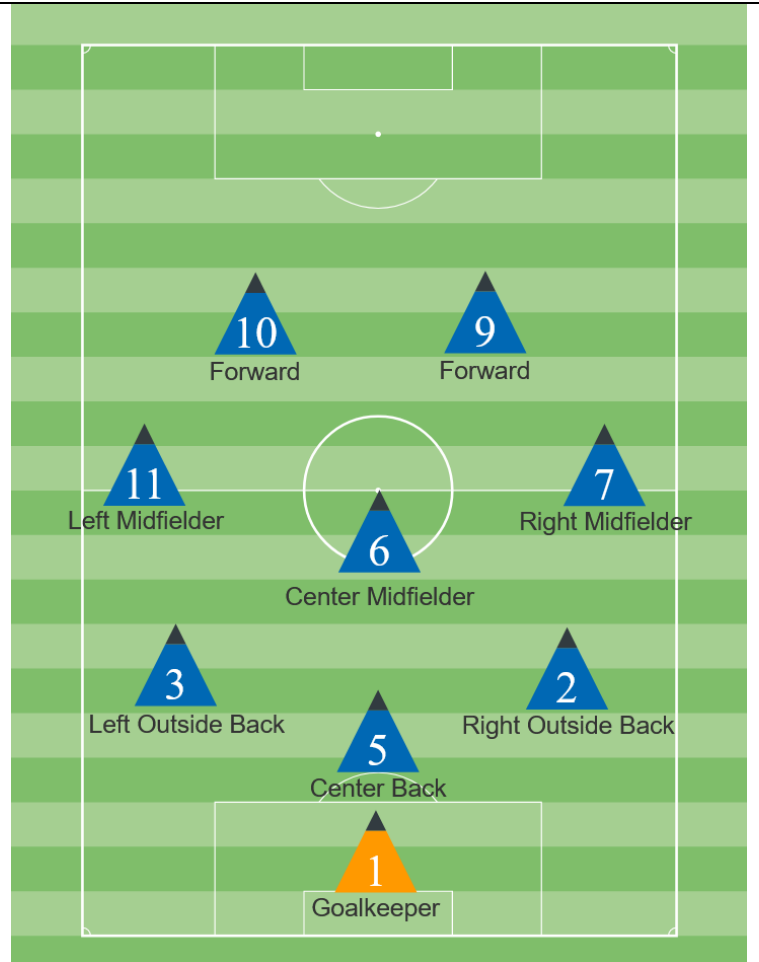 10
9
Forward
Forward
11
7
Left Midfielder
Right Midfielder
6
Center Midfielder
3
2
Left Outside Back
Right Outside Back
5
Center Back
1
Goalkeeper